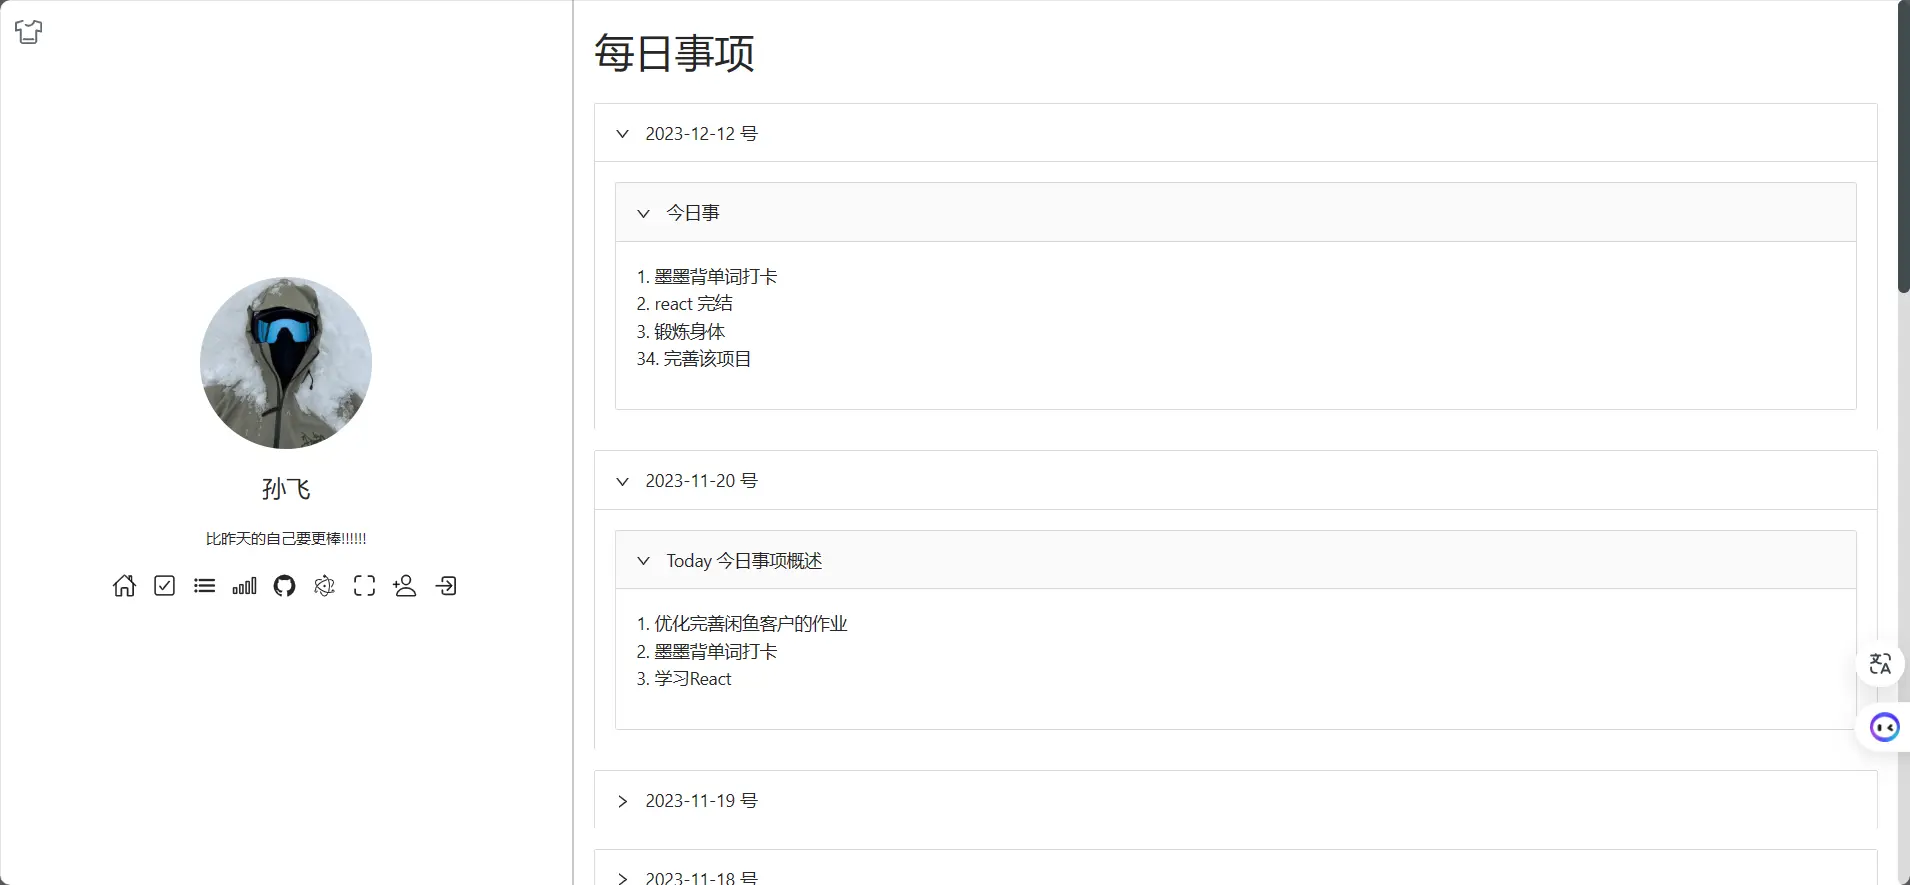 每日事项
2023-12-12 号
今日事
1. 墨墨背单词打卡
2. react 完结
3. 锻炼身体
34. 完善该项目
孙飞
比昨天的自己要更棒!!!!!!
2023-11-20 号
Today 今日事项概述
1. 优化完善闲鱼客户的作业
2. 墨墨背单词打卡
3. 学习React
2023-11-19 号
2023-11-18 号